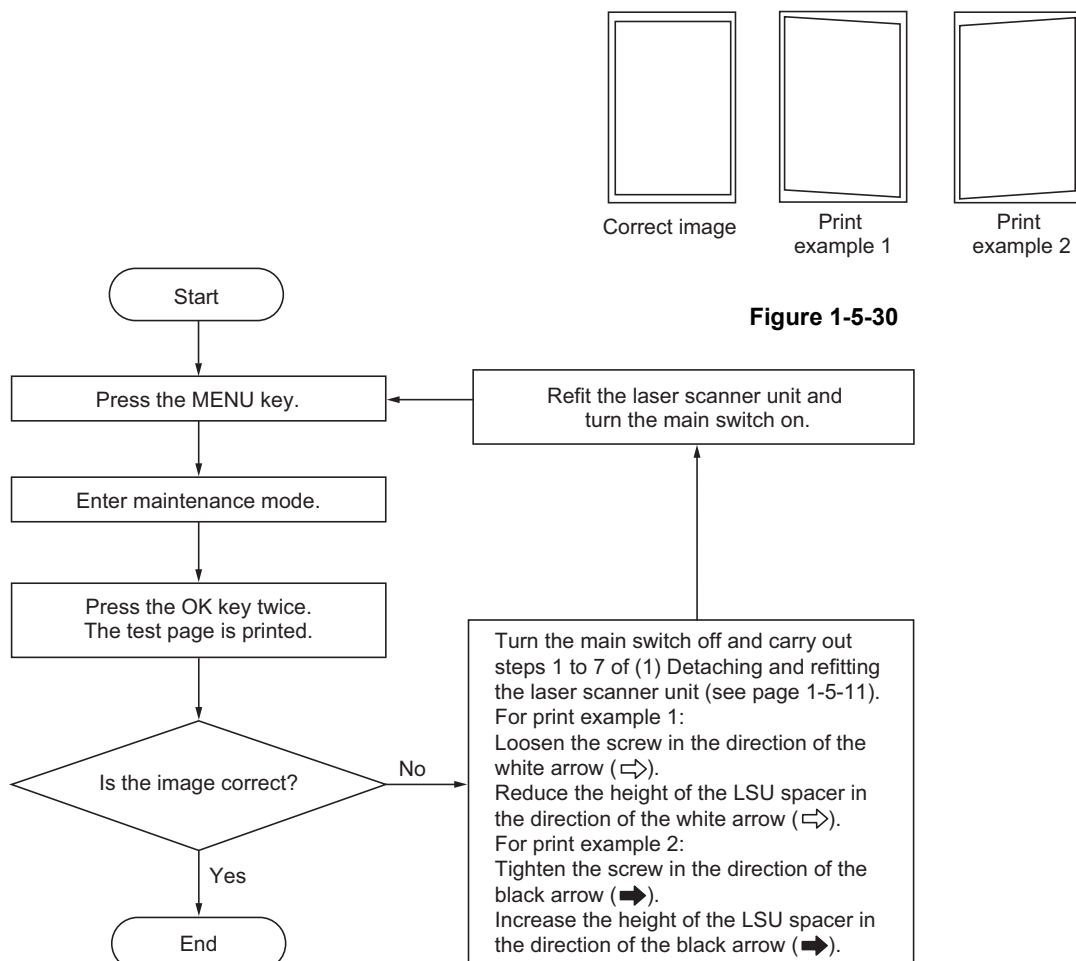 Correct image
Print
example 1
Print
example 2
Figure 1-5-30
Start
Press the MENU key.
Refit the laser scanner unit and
turn the main switch on.
Enter maintenance mode.
Press the OK key twice.
The test page is printed.
Is the image correct?
No
Yes
End
Turn the main switch off and carry out
steps 1 to 7 of (1) Detaching and refitting
the laser scanner unit (see page 1-5-11).
For print example 1:
Loosen the screw in the direction of the
white arrow (⇨).
Reduce the height of the LSU spacer in
the direction of the white arrow (⇨).
For print example 2:
Tighten the screw in the direction of the
black arrow (➡).
Increase the height of the LSU spacer in
the direction of the black arrow (➡).